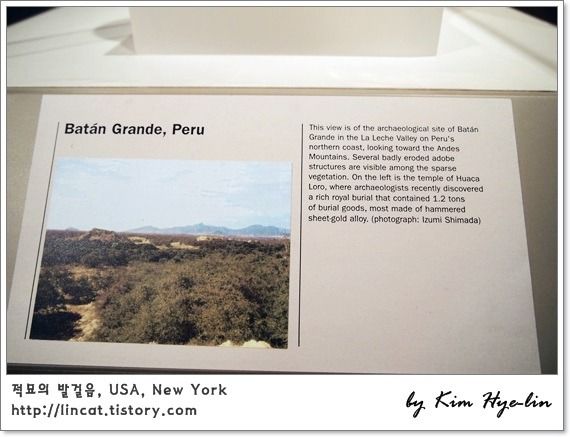 Batán Grande, Peru
This view is of the archaeological site of Batán
Grande in the La Leche Valley on Peru's
northern coast, looking toward the Andes
Mountains. Several badly eroded adobe
structures are visible among the sparse
vegetation. On the left is the temple of Huaca
Loro, where archaeologists recently discovered
a rich royal burial that contained 1.2 tons
of burial goods, most made of hammered
sheet-gold alloy. (photograph: Izumi Shimada)
적묘의 발걸음, USA, New York
http://lincat.tistory.com
by Kim Hye-lin